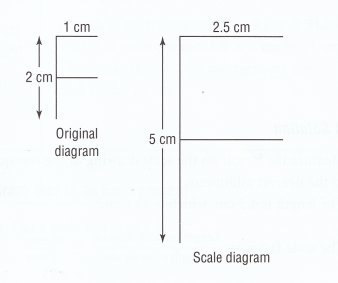 1 cm
2.5 cm
2 cm
5 cm
Original
diagram
Scale diagram